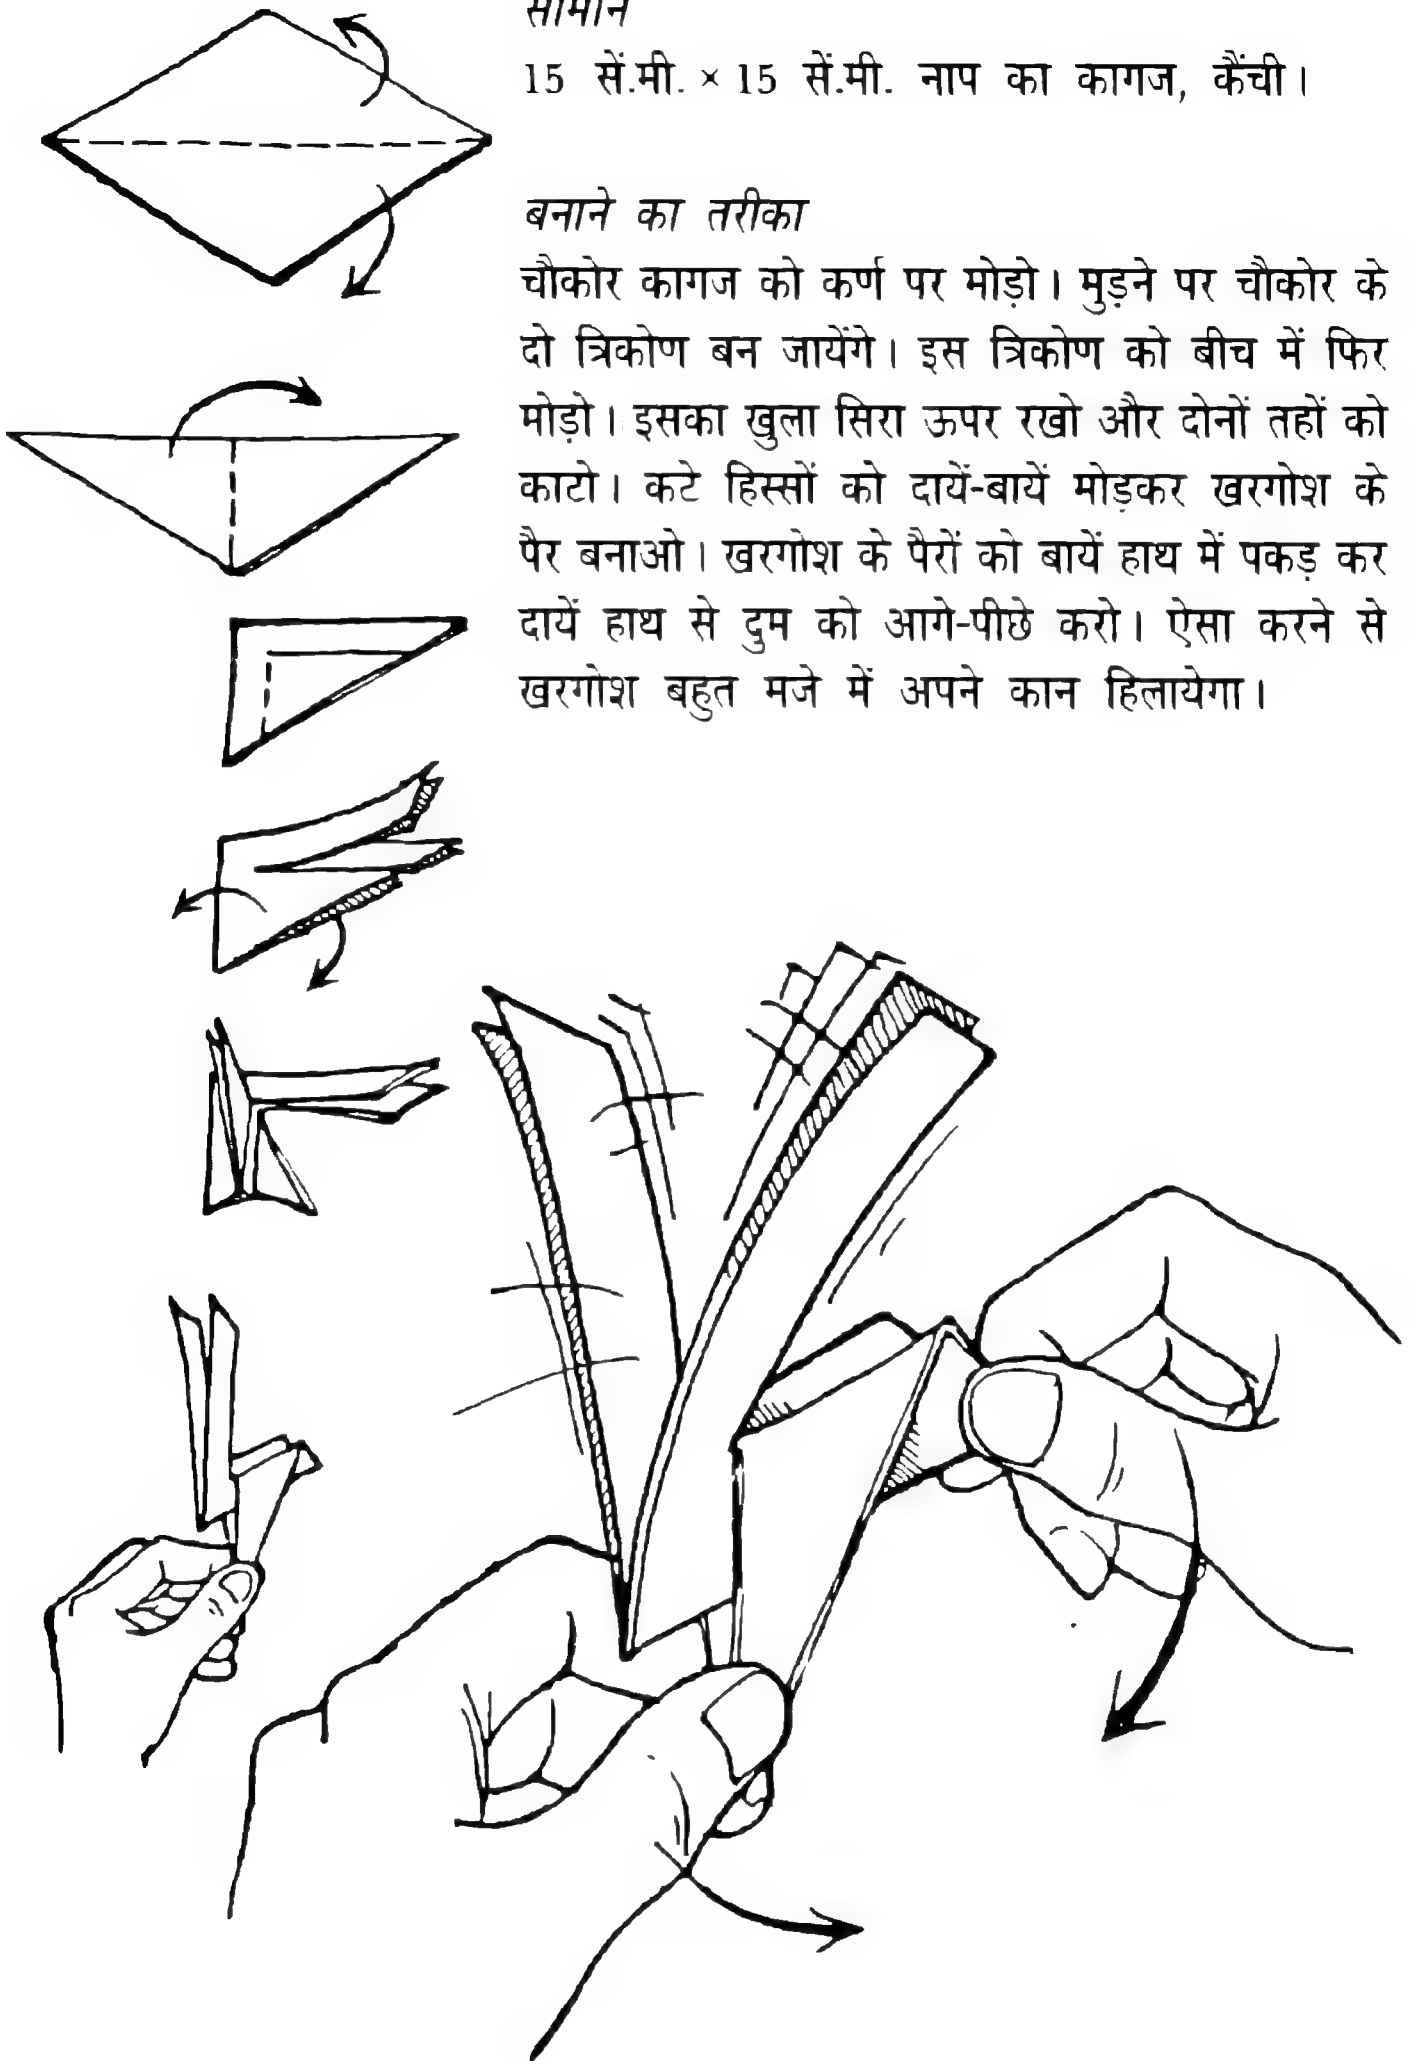 सामान
15 सें.मी. × 15 सें.मी. नाप का कागज, कैंची।
बनाने का तरीका
चौकोर कागज को कर्ण पर मोड़ो। मुड़ने पर चौकोर के
दो त्रिकोण बन जायेंगे। इस त्रिकोण को बीच में फिर
मोड़ो। इसका खुला सिरा ऊपर रखो और दोनों तहों को
काटो। कटे हिस्सों को दायें-बायें मोड़कर खरगोश के
पैर बनाओ। खरगोश के पैरों को बायें हाथ में पकड़ कर
दायें हाथ से दुम को आगे-पीछे करो। ऐसा करने से
खरगोश बहुत मजे में अपने कान हिलायेगा।